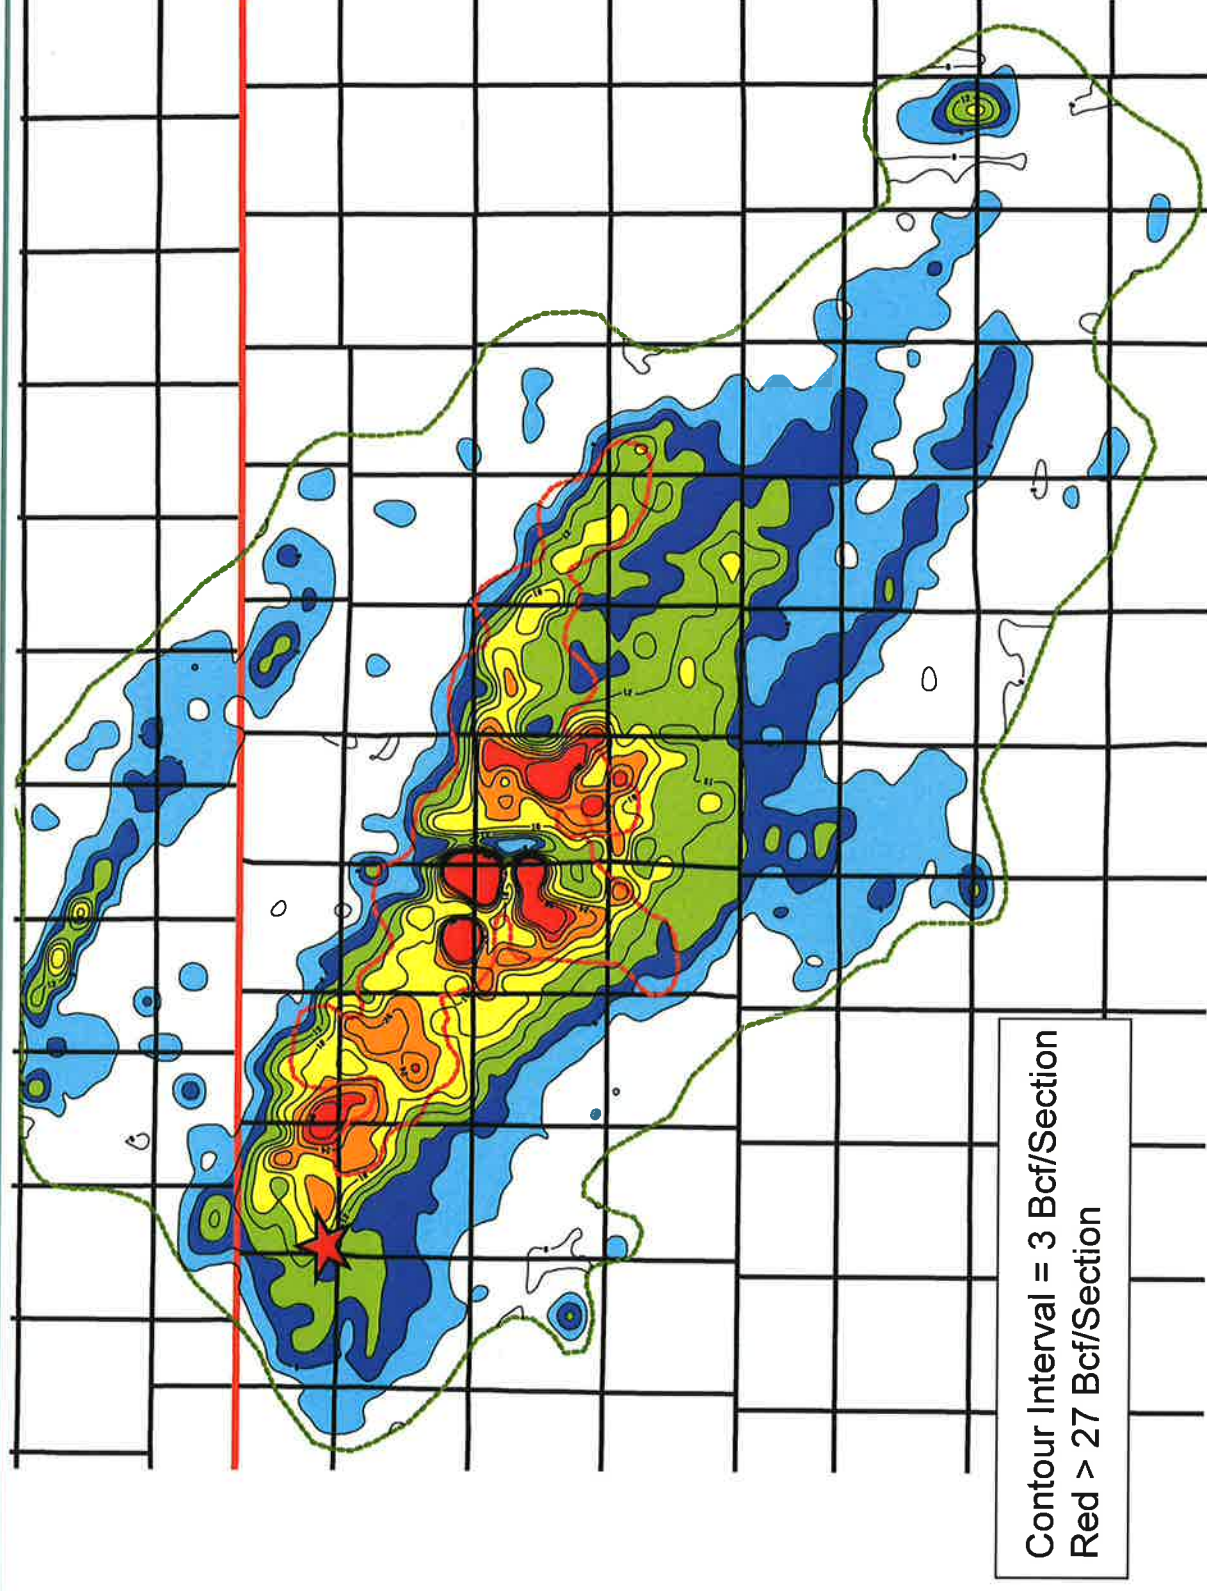 Contour Interval = 3 Bcf/Section
Red > 27 Bcf/Section